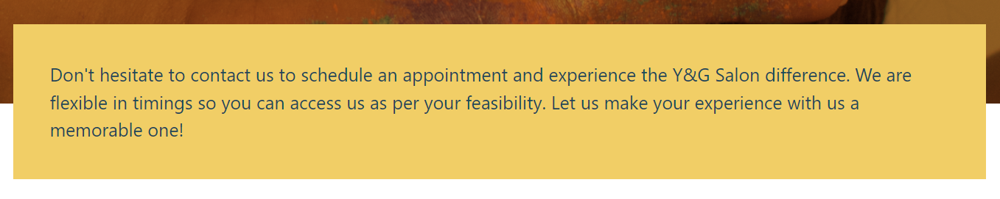 Don't hesitate to contact us to schedule an appointment and experience the Y&G Salon difference. We are
flexible in timings so you can access us as per your feasibility. Let us make your experience with us a
memorable one!